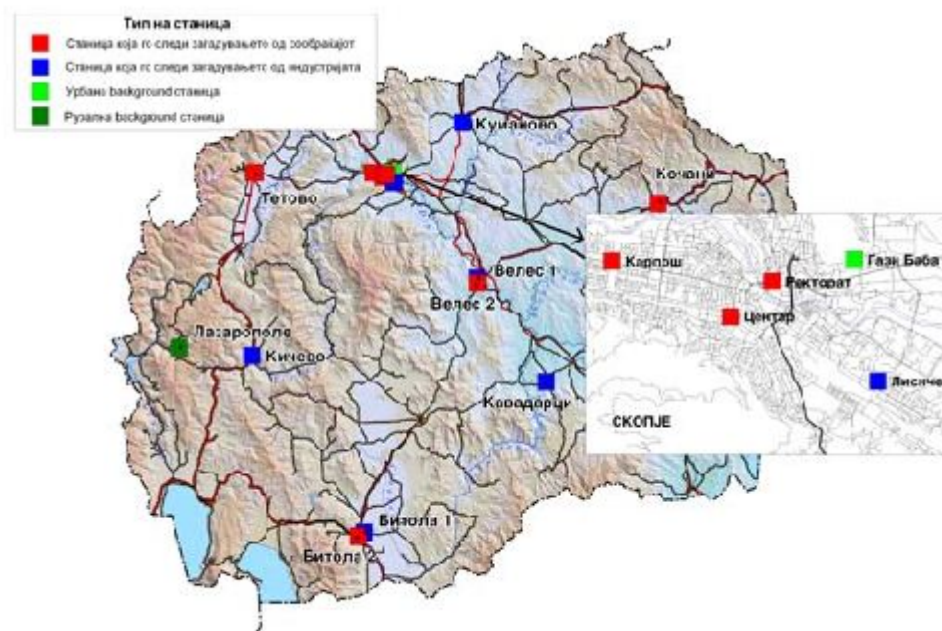 Тип на станица
Станица која го следи загадувањето од сообраќајот
Станица која го следи загадувањето од индустријата
Урбана background станица
Рурална background станица
Куманово
Кочани
Тетово
Карпош
Гази Баба
Ректорат
Центар
Велес 1
Велес 2
Лазарополе
Кичево
Лисиче
Кавадарци
СКОПЈЕ
Битола 1
Битола 2